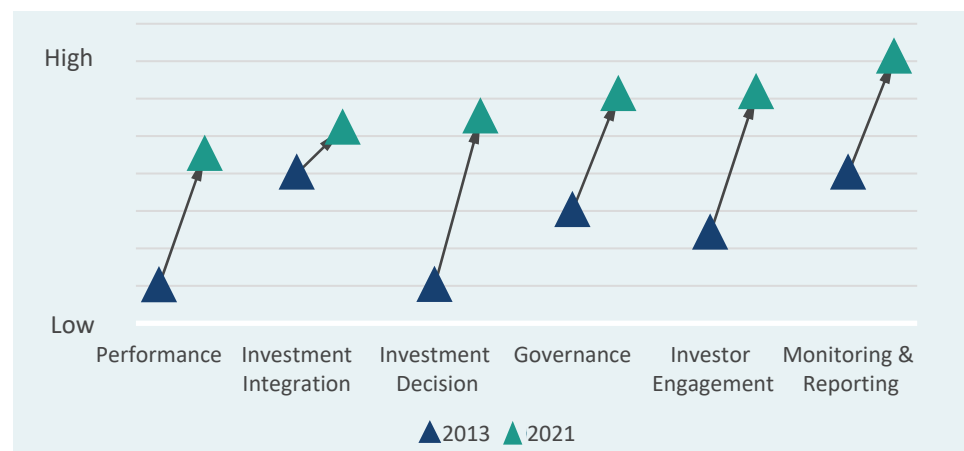 High
Low
Performance
Investment
Integration
Investment
Decision
Governance
Investor
Engagement
Monitoring &
Reporting
2013 2021